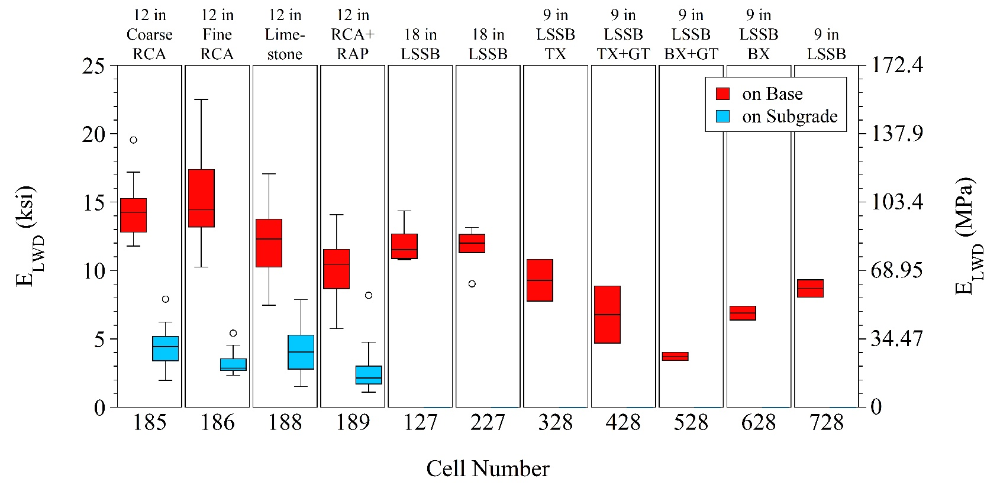 12 in
Coarse
RCA
12 in
Fine
RCA
12 in
Lime-
stone
12 in
RCA+
RAP
18 in
LSSB
18 in
LSSB
9 in
LSSB
TX
9 in
LSSB
TX+GT
9 in
LSSB
BX+GT
9 in
LSSB
BX
9 in
LSSB
E_LWD (ksi)
25
20
15
10
5
0
on Base
on Subgrade
172.4
137.9
103.4
68.95
34.47
0
E_LWD (MPa)
185 186 188 189 127 227 328 428 528 628 728
Cell Number